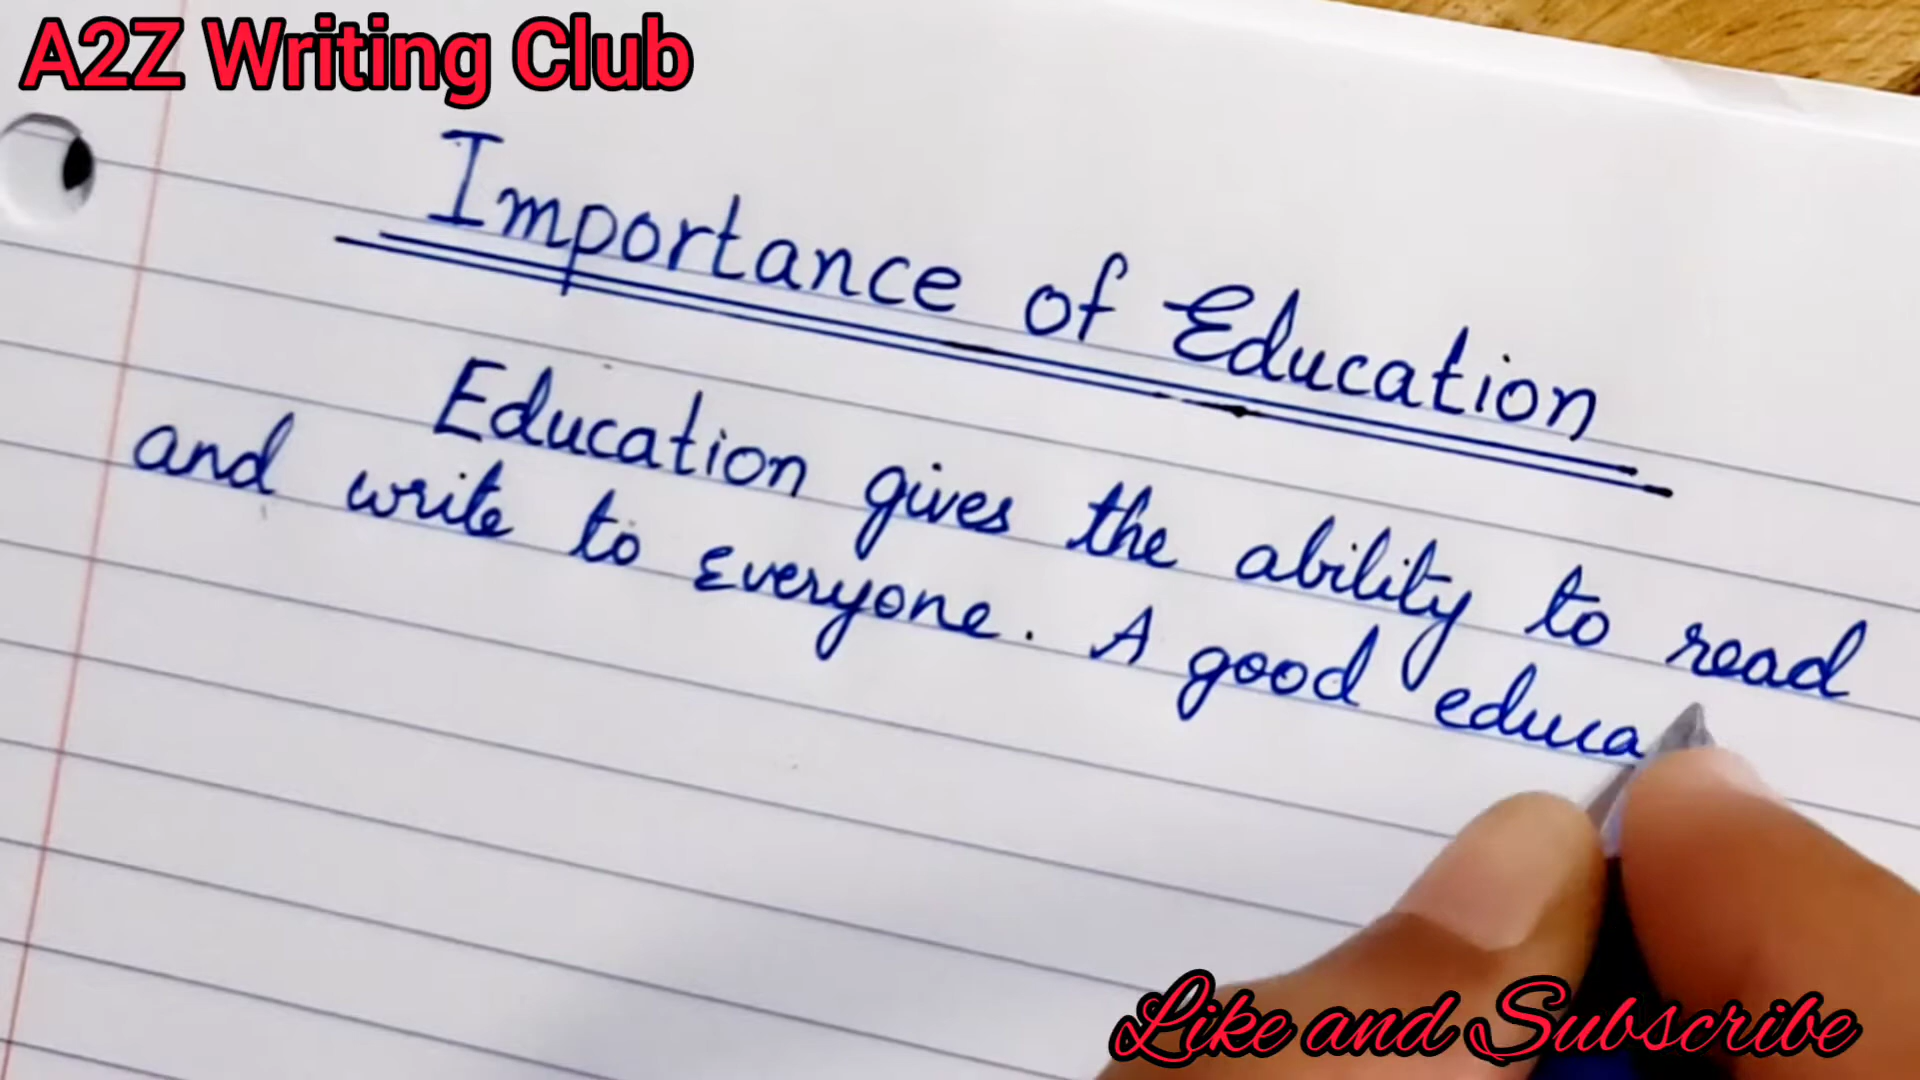 A2Z Writing Club
Importance of Education
Education gives the ability to read
and write to everyone. A good educa
Like and Subscribe